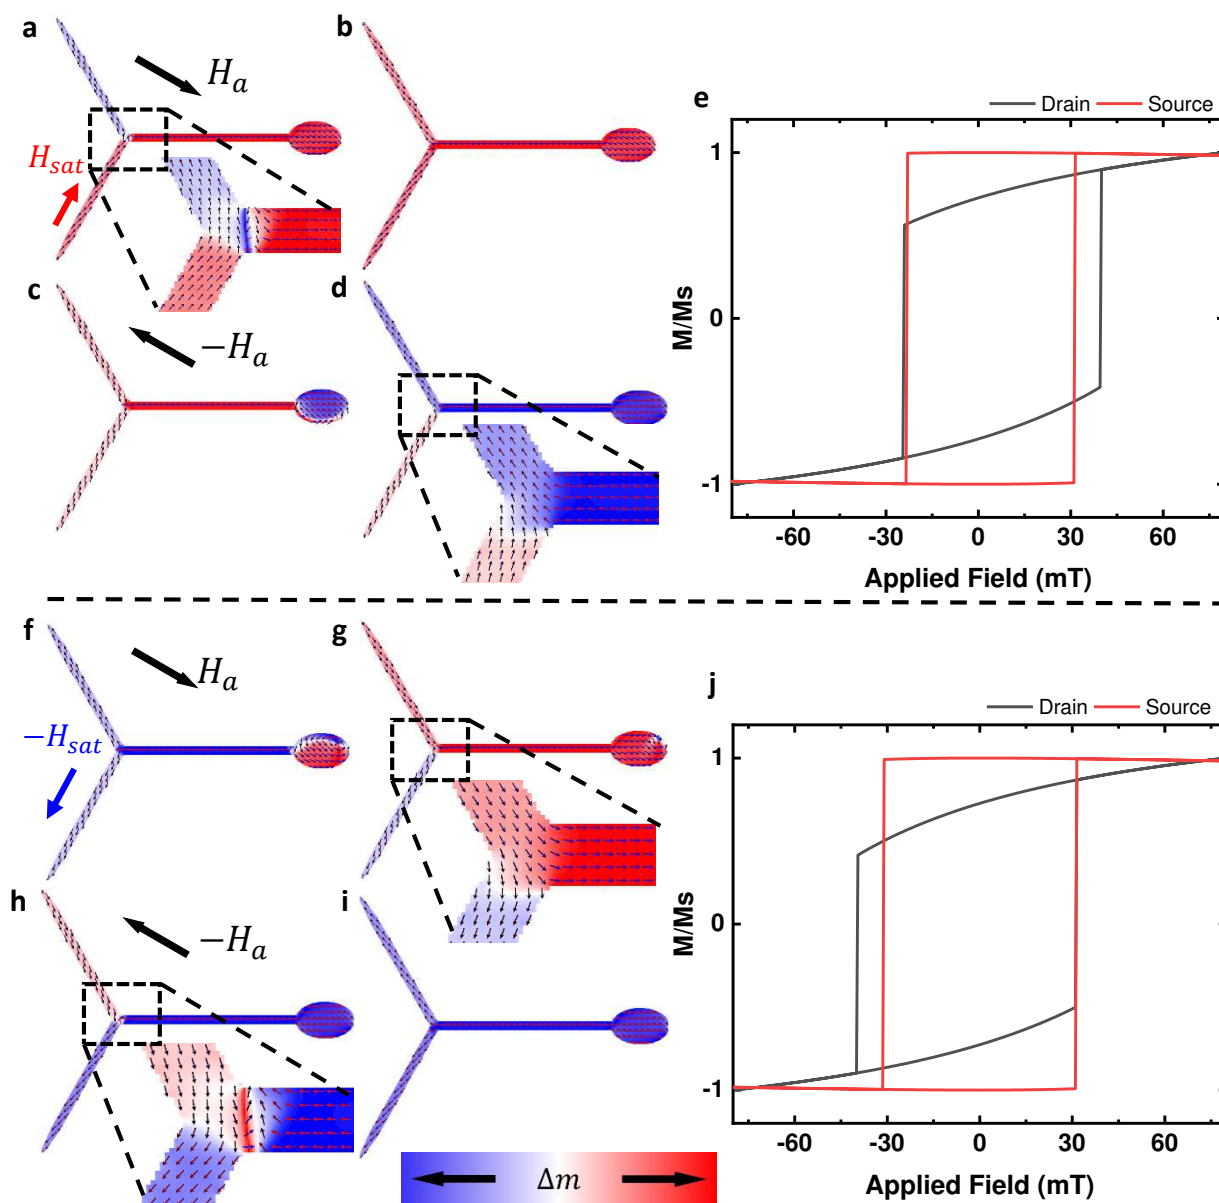 a
H_a
H_sat
b
c
−H_a
d
e
Drain
Source
M/Ms
1
0
-1
-60
-30
0
30
60
Applied Field (mT)
f
H_a
−H_sat
g
h
−H_a
i
j
Drain
Source
M/Ms
1
0
-1
-60
-30
0
30
60
Applied Field (mT)
Δm